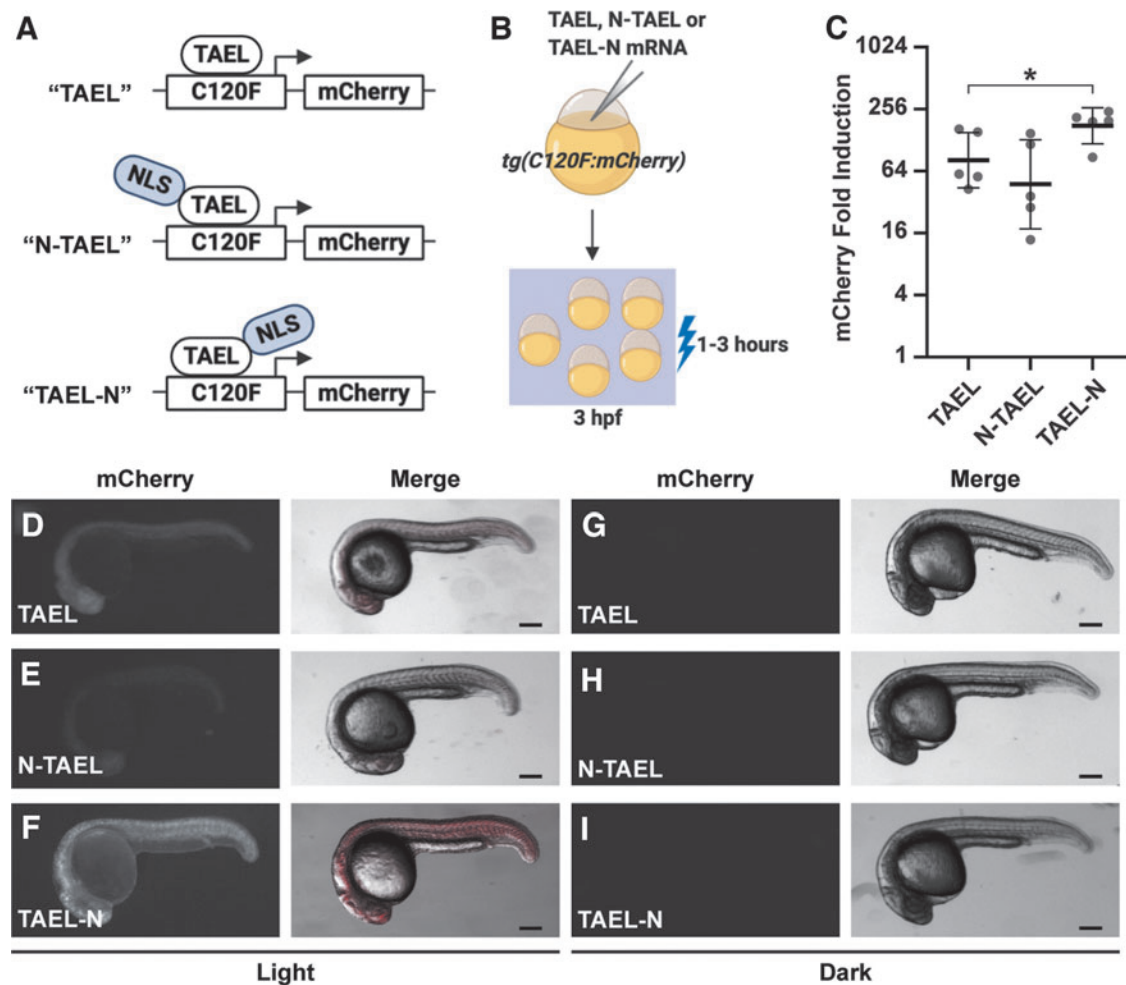 A
"TAEL"
TAEL
C120F
mCherry
"N-TAEL"
NLS
TAEL
C120F
mCherry
"TAEL-N"
TAEL
NLS
C120F
mCherry
B
TAEL, N-TAEL or
TAEL-N mRNA
tg(C120F:mCherry)
1-3 hours
3 hpf
C
mCherry Fold Induction
1024
256
64
16
4
1
*
TAEL
N-TAEL
TAEL-N
mCherry
Merge
mCherry
Merge
D
TAEL
G
TAEL
E
N-TAEL
H
N-TAEL
F
TAEL-N
I
TAEL-N
Light
Dark